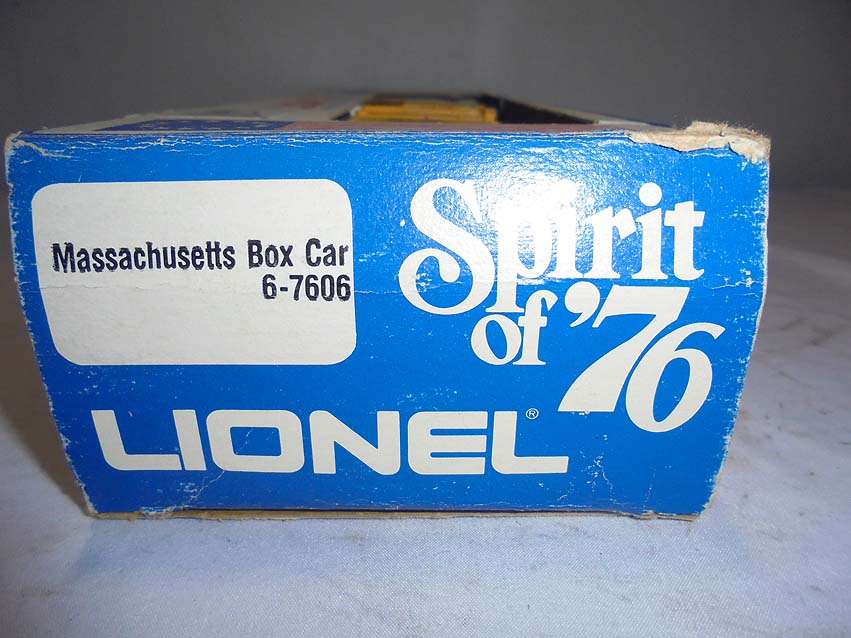 Massachusetts Box Car
6-7606
Spirit
of '76
LIONEL®